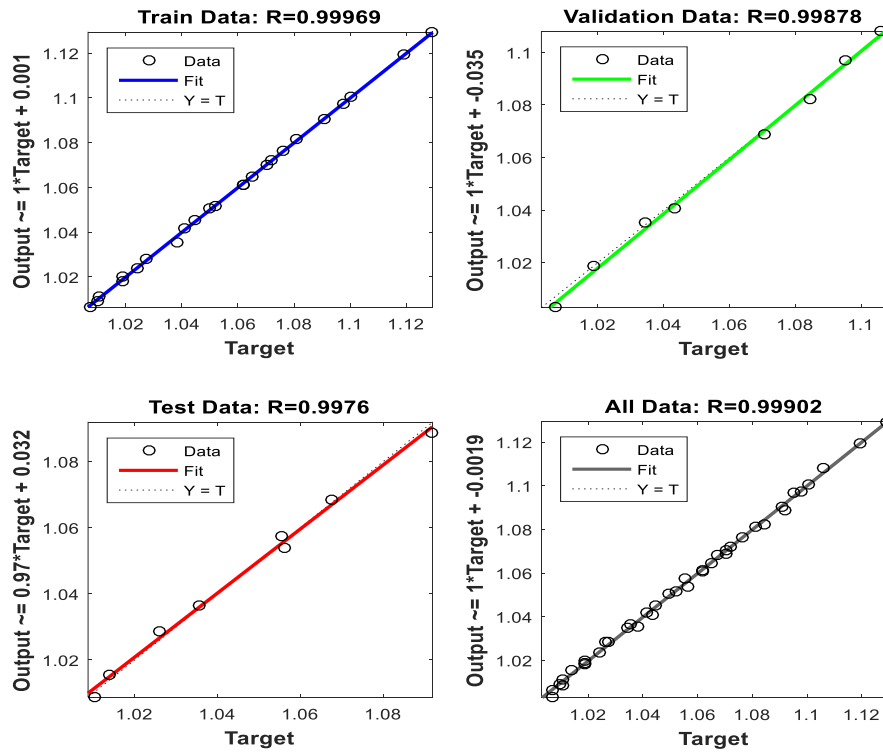 Train Data: R=0.99969
Output ~= 1*Target + 0.001
1.12
1.1
1.08
1.06
1.04
1.02
Data
Fit
Y = T
1.02 1.04 1.06 1.08 1.1 1.12
Target
Validation Data: R=0.99878
Output ~= 1*Target + -0.035
1.1
1.08
1.06
1.04
1.02
Data
Fit
Y = T
1.02 1.04 1.06 1.08 1.1
Target
Test Data: R=0.9976
Output ~= 0.97*Target + 0.032
1.08
1.06
1.04
1.02
Data
Fit
Y = T
1.02 1.04 1.06 1.08
Target
All Data: R=0.99902
Output ~= 1*Target + -0.0019
1.12
1.1
1.08
1.06
1.04
1.02
Data
Fit
Y = T
1.02 1.04 1.06 1.08 1.1 1.12
Target